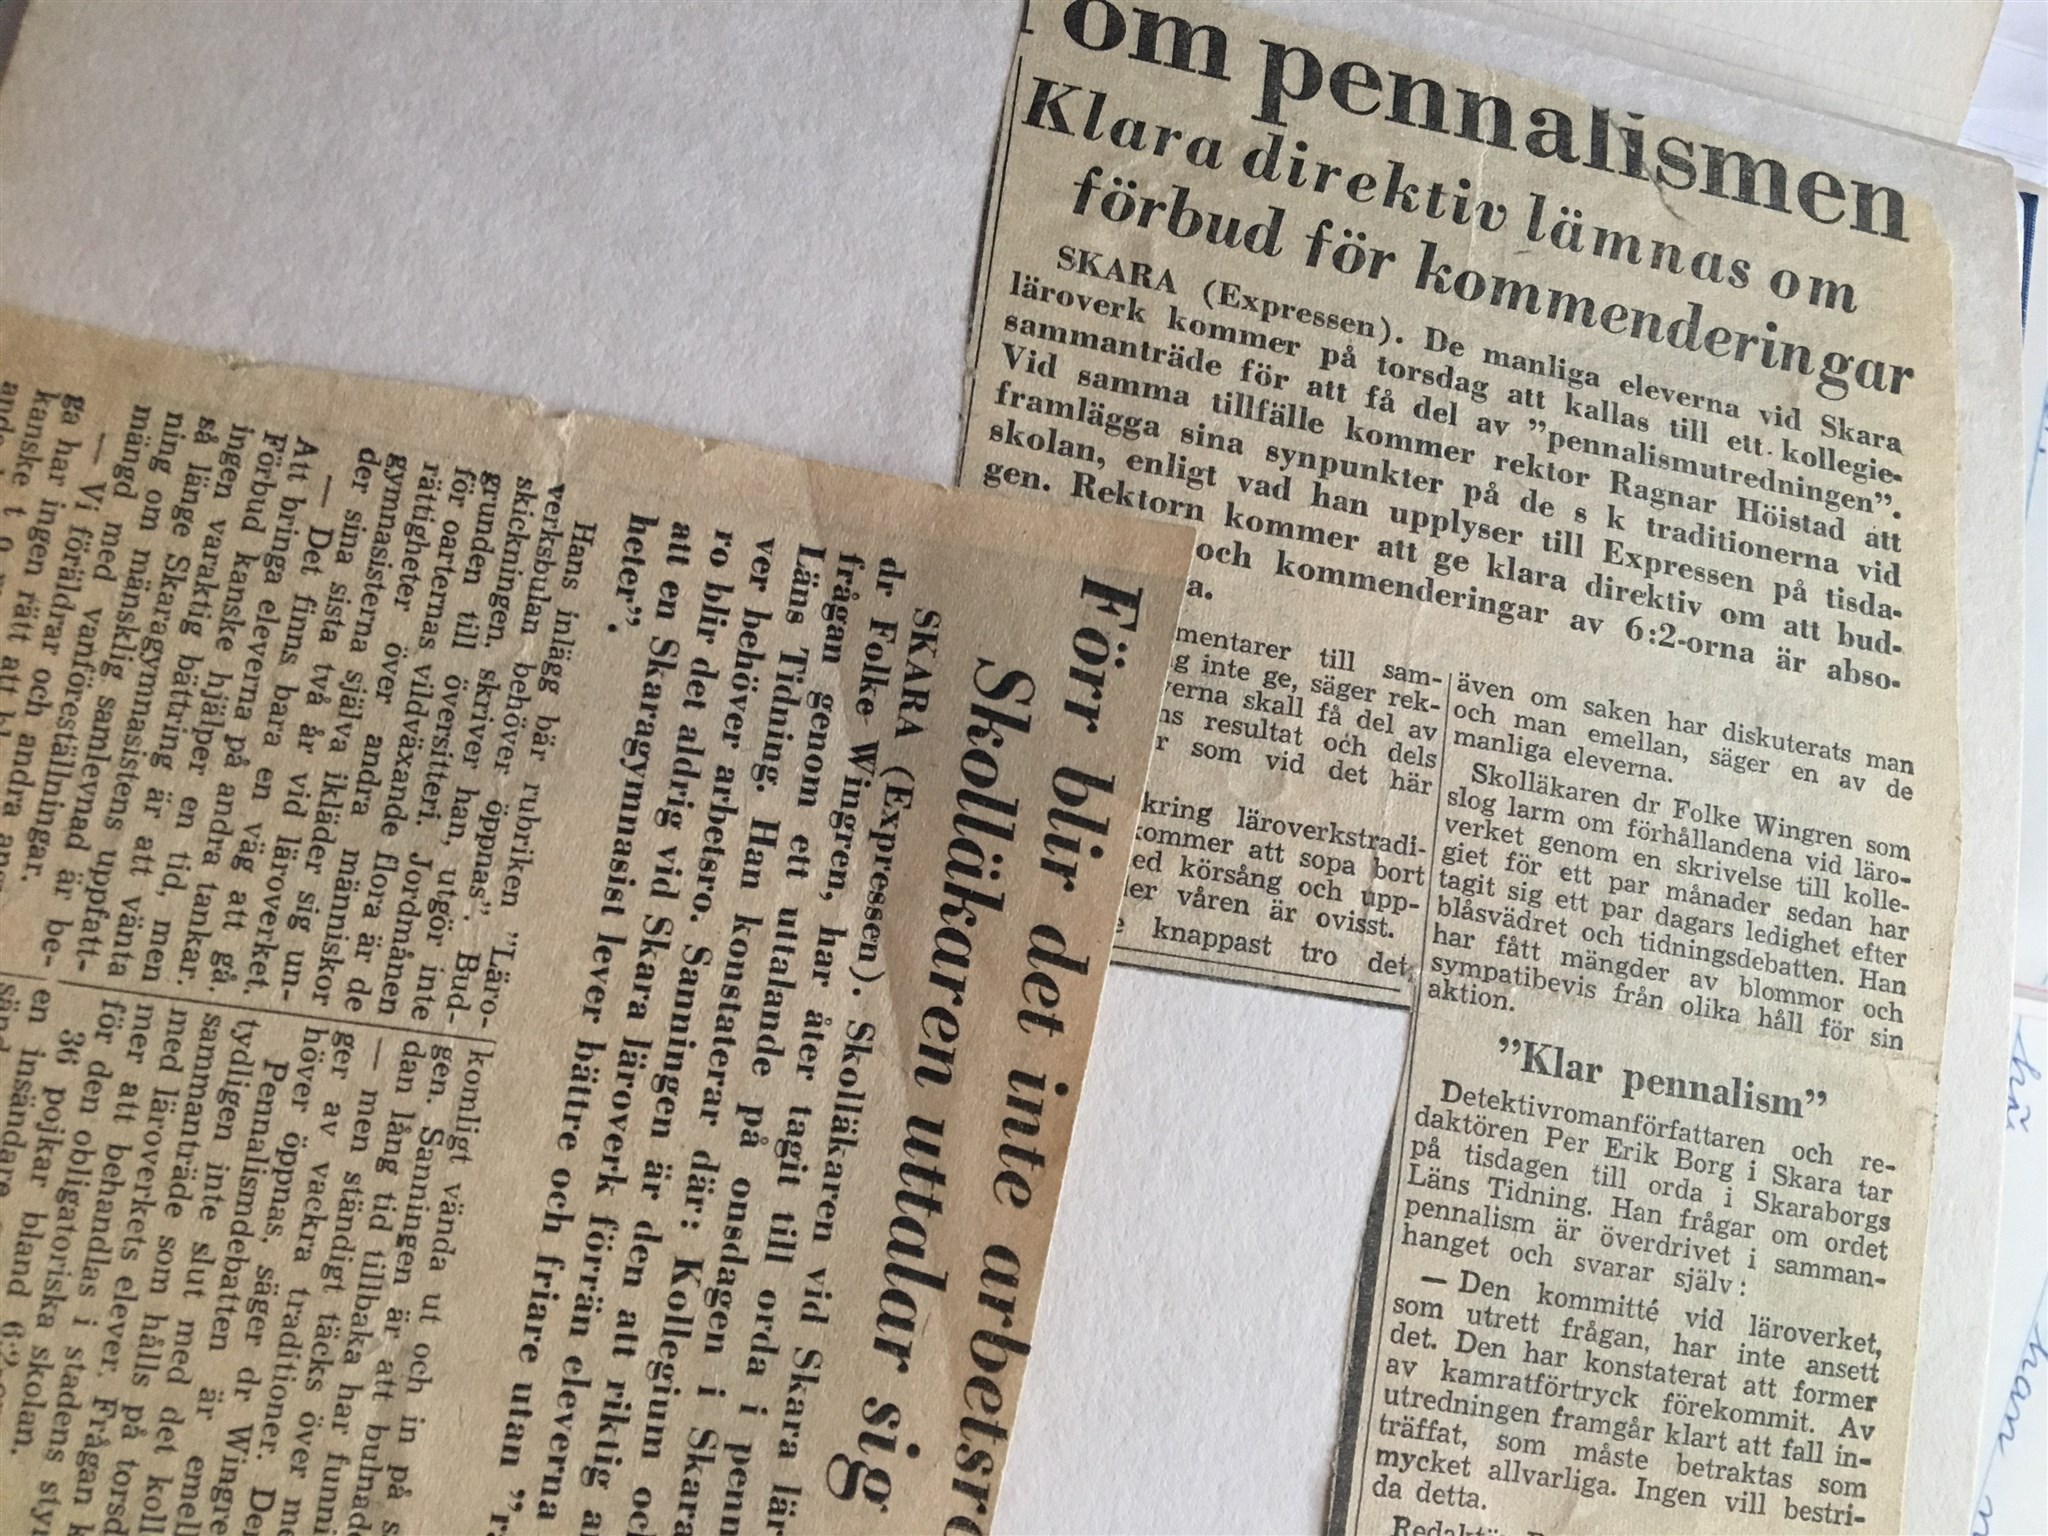 om pennalismen
Klara direktiv lämnas om
förbud för kommenderingar
SKARA (Expressen). De manliga eleverna vid Skara
läroverk kommer på torsdag att kallas till ett kollegie-
sammanträde för att få del av ”pennalismutredningen”.
Vid samma tillfälle kommer rektor Ragnar Höistad att
framlägga sina synpunkter på de s k traditionerna vid
skolan, enligt vad han upplyser till Expressen på tisda-
gen. Rektorn kommer att ge klara direktiv om att bud-
och kommenderingar av 6:2-orna är abso-
a.
mentarer till sam-
g inte ge, säger rek-
verna skall få del av
ns resultat och dels
r som vid det här
kring läroverkstradi-
kommer att sopa bort
ed körsång och upp-
ler våren är ovisst.
knappast tro det,
även om saken har diskuterats man
och man emellan, säger en av de
manliga eleverna.
Skolläkaren dr Folke Wingren som
slog larm om förhållandena vid läro-
verket genom en skrivelse till kolle-
giet för ett par månader sedan har
tagit sig ett par dagars ledighet efter
blåsvädret och tidningsdebatten. Han
har fått mängder av blommor och
sympatibevis från olika håll för sin
aktion.
”Klar pennalism”
Detektivromanförfattaren och re-
daktören Per Erik Borg i Skara tar
på tisdagen till orda i Skaraborgs
Läns Tidning. Han frågar om ordet
pennalism är överdrivet i samman-
hanget och svarar själv:
— Den kommitté vid läroverket,
som utrett frågan, har inte ansett
det. Den har konstaterat att former
av kamratförtryck förekommit. Av
utredningen framgår klart att fall in-
träffat, som måste betraktas som
mycket allvarliga. Ingen vill bestri-
da detta.
Förr blir det inte arbetsro
Skolläkaren uttalar sig
SKARA (Expressen). Skolläkaren vid Skara lär
dr Folke Wingren, har åter tagit till orda i penn
frågan genom ett uttalande på onsdagen i Skara
Läns Tidning. Han konstaterar där: Kollegium oc
ver behöver arbetsro. Sanningen är den att riktig a
ro blir det aldrig vid Skara läroverk förrän eleverna
att en Skaragymnasist lever bättre och friare utan ”r
heter”.
Hans inlägg bär rubriken ”Läro-
verksbulan behöver öppnas”. Bud-
skickningen, skriver han, utgör inte
grunden till översitteri. Jordmånen
för oarternas vildväxande flora är de
rättigheter över andra människor
gymnasisterna själva ikläder sig un-
der sina sista två år vid läroverket.
— Det finns bara en väg att gå.
Att bringa eleverna på andra tankar.
Förbud kanske hjälper en tid, men
ingen varaktig bättring är att vänta
så länge Skaragymnasistens uppfatt-
ning om mänsklig samlevnad är be-
mängd med vanföreställningar.
— Vi föräldrar och andra
ga har ingen rätt att
komligt vända ut och in på s
gen. Sanningen är att bulnad
dan lång tid tillbaka har funni
— men ständigt täcks över me
ger av vackra traditioner. De
höver öppnas, säger dr Wingre
Pennalismdebatten är emell
tydligen inte slut med det koll
sammanträde som hålls på torsd
med läroverkets elever. Frågan k
mer att behandlas i stadens styr
för den obligatoriska skolan.
36 pojkar bland 6:2
en insändare